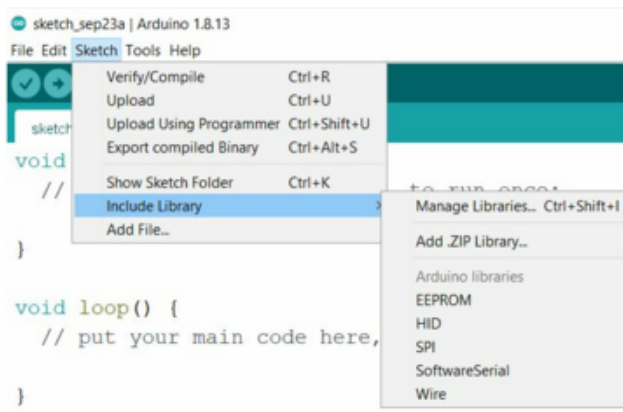 sketch_sep23a | Arduino 1.8.13
File Edit Sketch Tools Help
Verify/Compile Ctrl+R
Upload Ctrl+U
sketch
Upload Using Programmer Ctrl+Shift+U
Export compiled Binary Ctrl+Alt+S
void
// Show Sketch Folder Ctrl+K
to run once:
Include Library
Manage Libraries... Ctrl+Shift+I
Add File...
Add .ZIP Library...
}
Arduino libraries
EEPROM
void loop() {
HID
// put your main code here,
SPI
SoftwareSerial
Wire
}